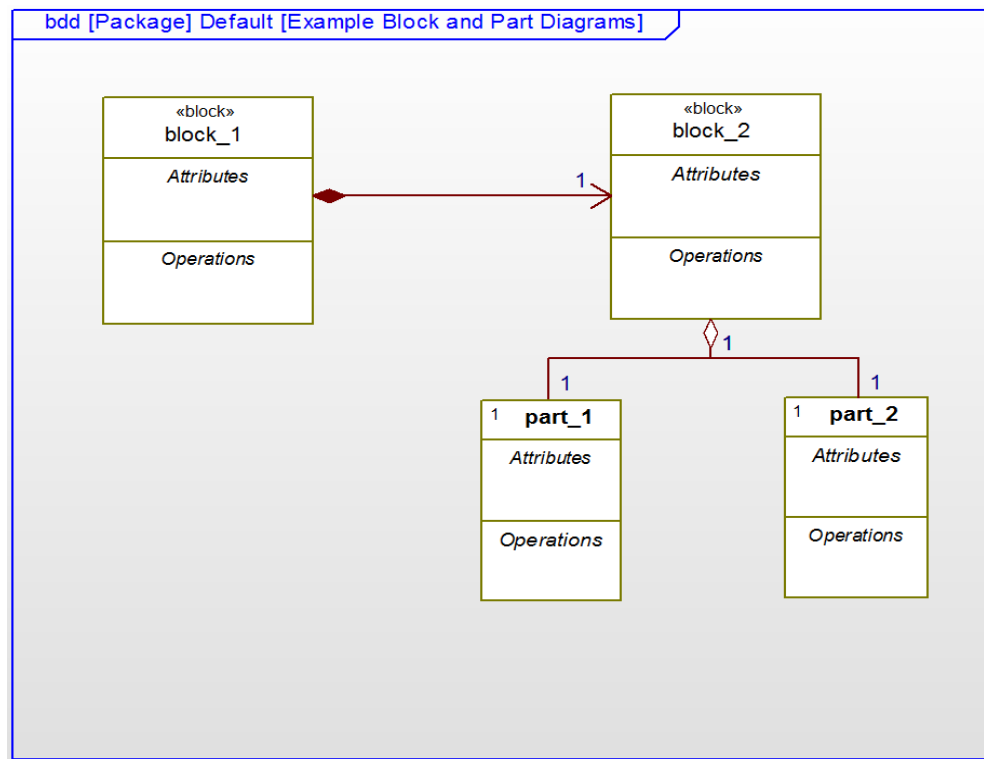 bdd [Package] Default [Example Block and Part Diagrams]
«block»
block_1
Attributes
Operations
1
«block»
block_2
Attributes
Operations
1
1
1
1 part_1
Attributes
Operations
1 part_2
Attributes
Operations